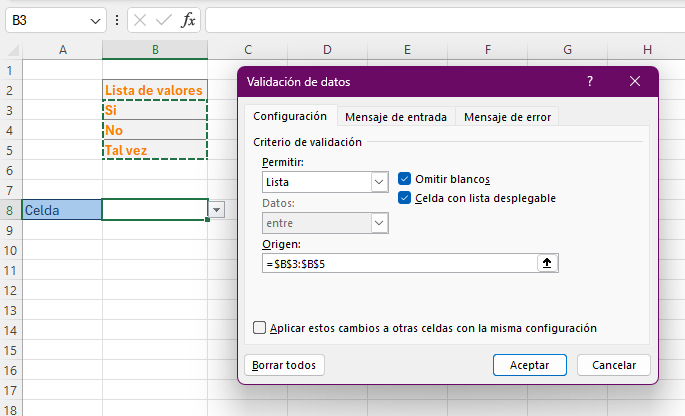 B3
fx
A B C D E F G H
1
2 Lista de valores
3 Si
4 No
5 Tal vez
6
7
8 Celda
9
10
11
12
13
14
15
16
17
18
Validación de datos ? ×
Configuración Mensaje de entrada Mensaje de error
Criterio de validación
Permitir:
Lista
Omitir blancos
Celda con lista desplegable
Datos:
entre
Origen:
=$B$3:$B$5
Aplicar estos cambios a otras celdas con la misma configuración
Borrar todos Aceptar Cancelar